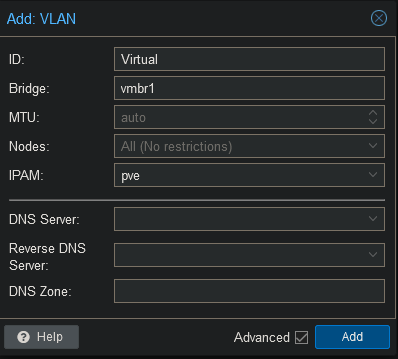 Add: VLAN
ID: Virtual
Bridge: vmbr1
MTU: auto
Nodes: All (No restrictions)
IPAM: pve
DNS Server:
Reverse DNS
Server:
DNS Zone:
Help Advanced Add